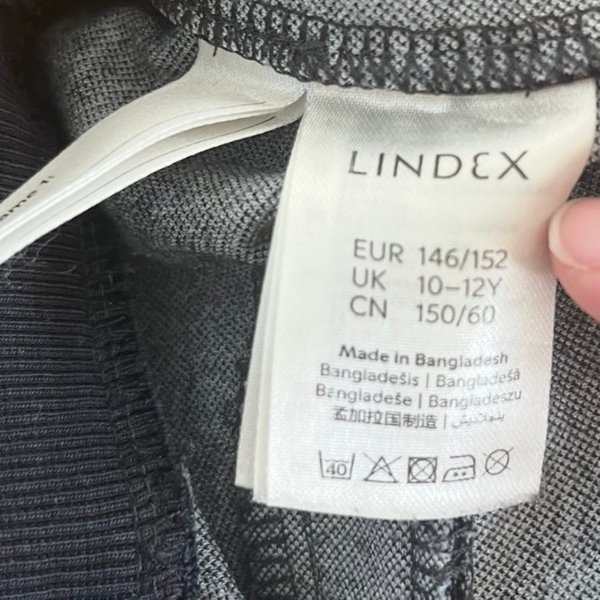 LINDEX
EUR 146/152
UK 10–12Y
CN 150/60
Made in Bangladesh
Bangladešis | Bangladešā
Bangladeše | Bangladeszu
孟加拉国制造 | بنغلاديش
40